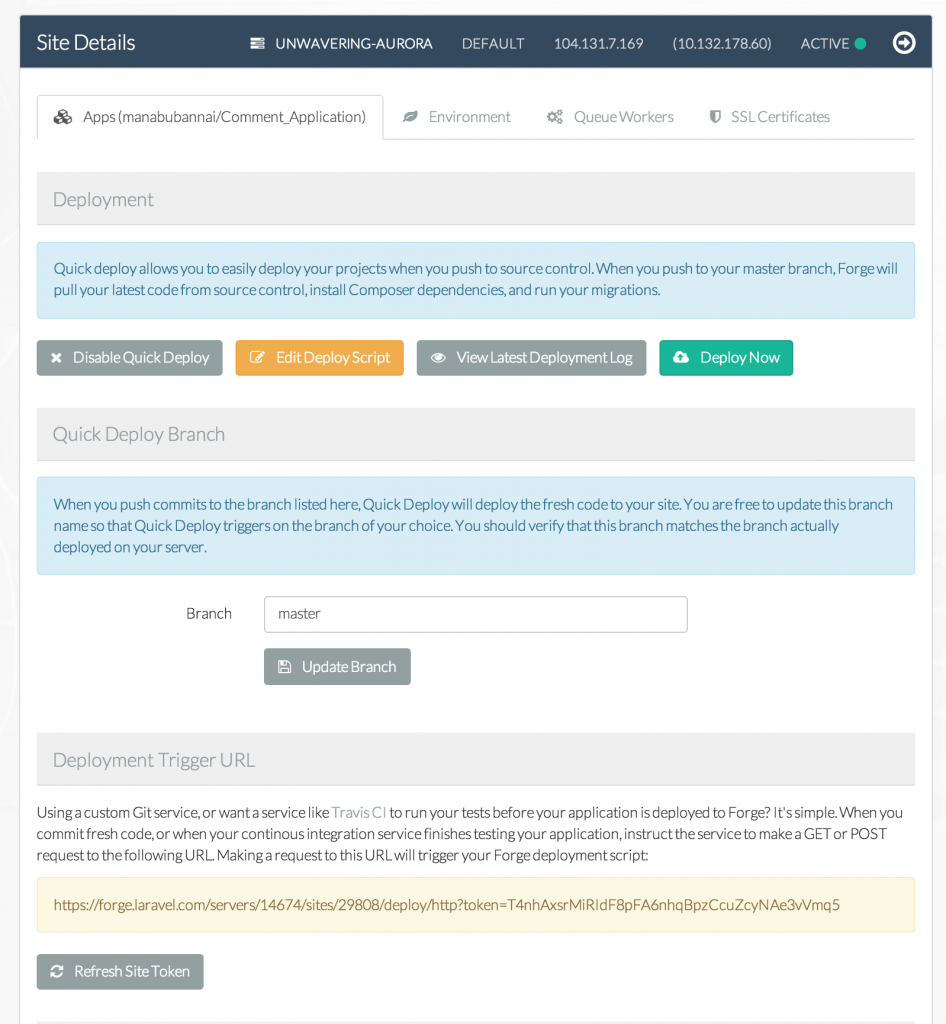 Site Details
UNWAVERING-AURORA DEFAULT 104.131.7.169 (10.132.178.60) ACTIVE
Apps (manabubannai/Comment_Application) Environment Queue Workers SSL Certificates
Deployment
Quick deploy allows you to easily deploy your projects when you push to source control. When you push to your master branch, Forge will
pull your latest code from source control, install Composer dependencies, and run your migrations.
Disable Quick Deploy Edit Deploy Script View Latest Deployment Log Deploy Now
Quick Deploy Branch
When you push commits to the branch listed here, Quick Deploy will deploy the fresh code to your site. You are free to update this branch
name so that Quick Deploy triggers on the branch of your choice. You should verify that this branch matches the branch actually
deployed on your server.
Branch master
Update Branch
Deployment Trigger URL
Using a custom Git service, or want a service like Travis CI to run your tests before your application is deployed to Forge? It's simple. When you
commit fresh code, or when your continous integration service finishes testing your application, instruct the service to make a GET or POST
request to the following URL. Making a request to this URL will trigger your Forge deployment script:
https://forge.laravel.com/servers/14674/sites/29808/deploy/http?token=T4nhAxsrMiRIdF8pFA6nhqBpzCcuZcyNAe3vVmq5
Refresh Site Token